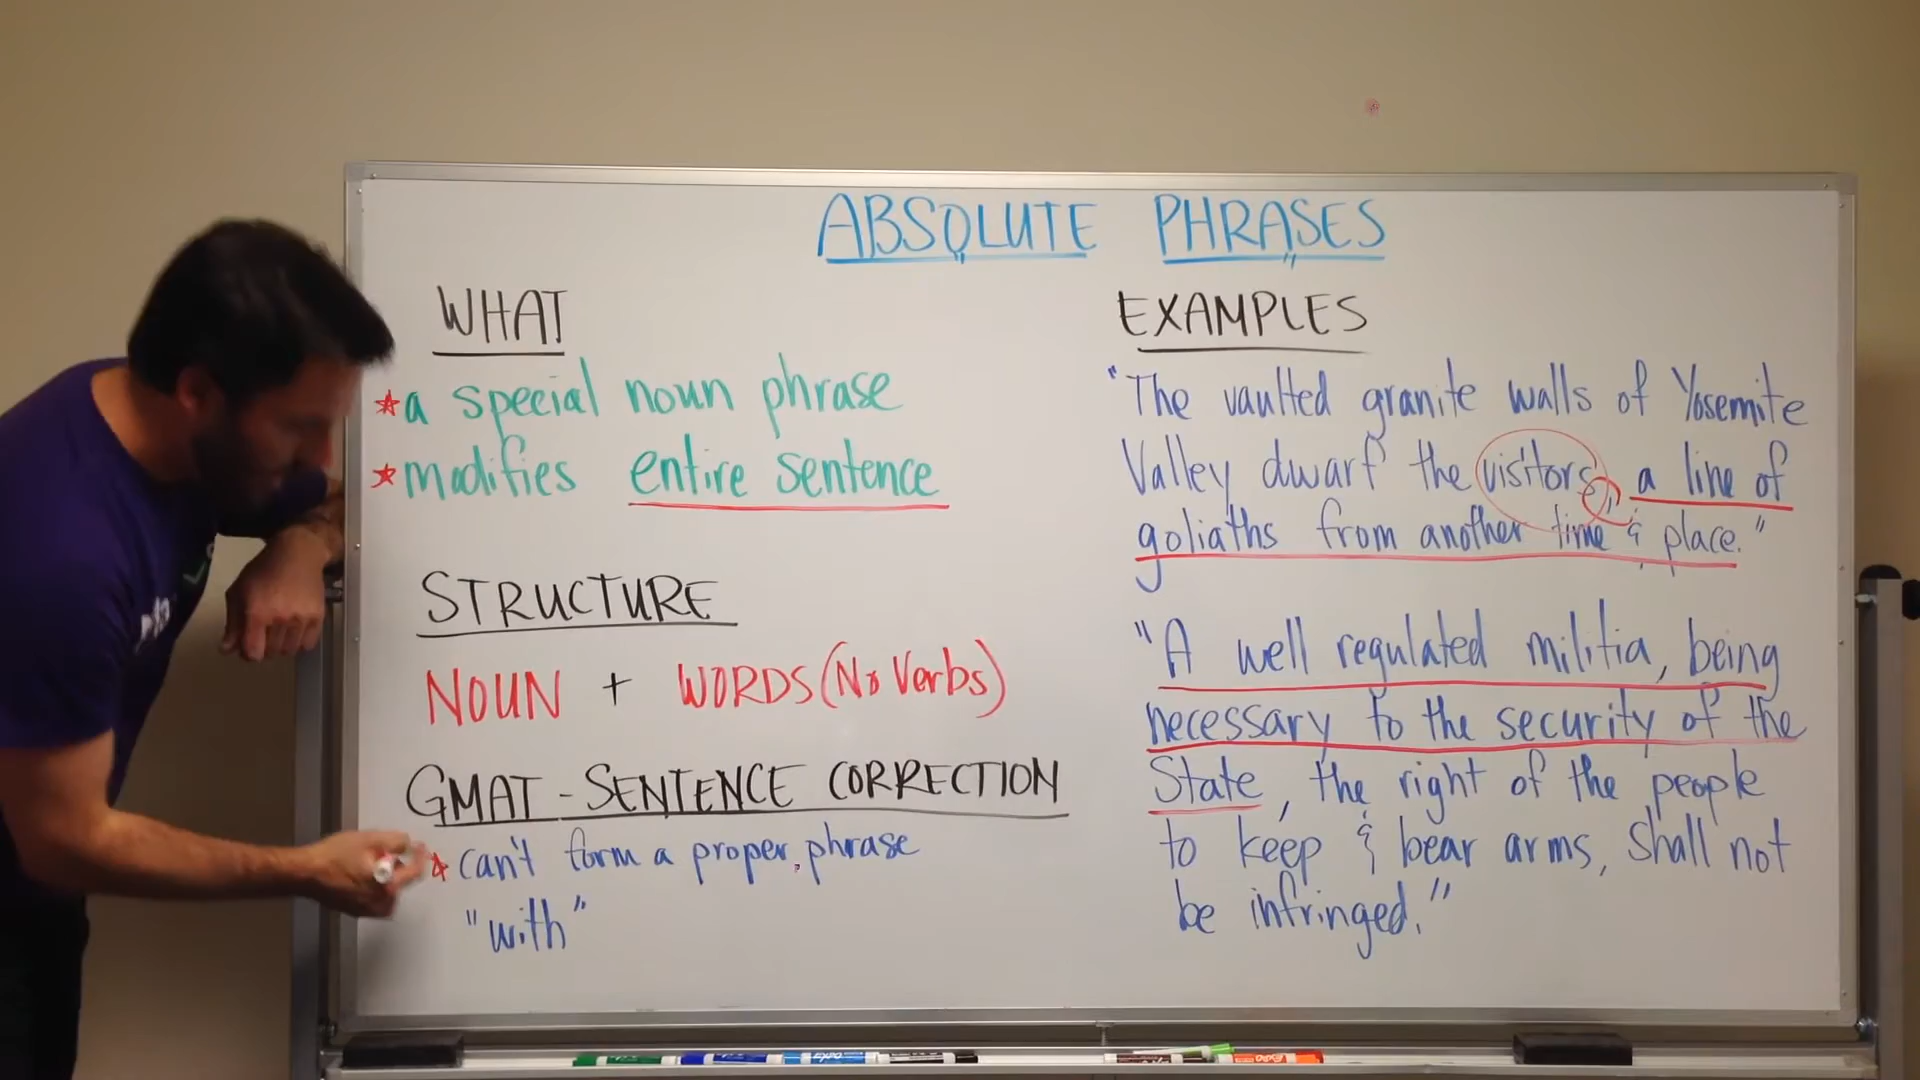 ABSOLUTE PHRASES
WHAT
*a special noun phrase
*modifies entire sentence
STRUCTURE
NOUN + WORDS (No Verbs)
GMAT - SENTENCE CORRECTION
*can't form a proper phrase
"with"
EXAMPLES
"The vaulted granite walls of Yosemite
Valley dwarf the visitors, a line of
goliaths from another time & place."
"A well regulated militia, being
necessary to the security of the
State, the right of the people
to keep & bear arms, shall not
be infringed."
EXPO